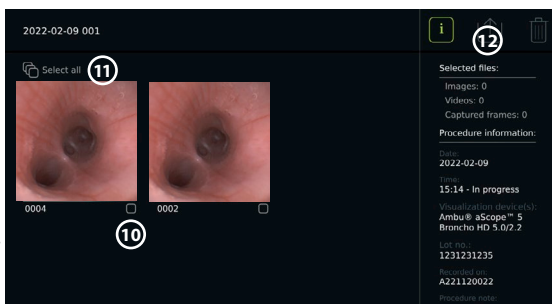 2022-02-09 001
i
12
Select all
11
Selected files:
Images: 0
Videos: 0
Captured frames: 0
Procedure information:
Date:
2022-02-09
Time:
15:14 - In progress
Visualization device(s):
Ambu® aScope™ 5
Broncho HD 5.0/2.2
Lot no.:
1231231235
Recorded on:
A221120022
Procedure note:
0004
0002
10